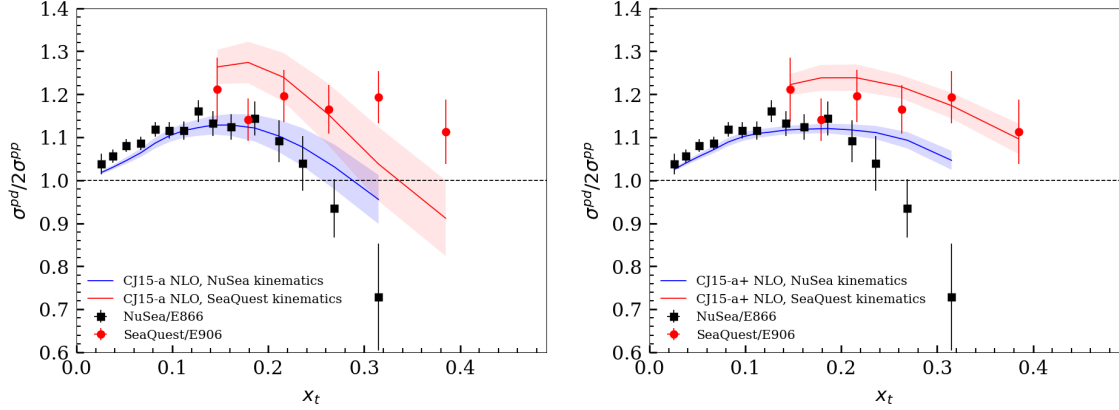 1.4
1.3
1.2
1.1
1.0
0.9
0.8
0.7
0.6
σ^{pd}/2σ^{pp}
CJ15-a NLO, NuSea kinematics
CJ15-a NLO, SeaQuest kinematics
NuSea/E866
SeaQuest/E906
0.0 0.1 0.2 0.3 0.4
x_t
1.4
1.3
1.2
1.1
1.0
0.9
0.8
0.7
0.6
σ^{pd}/2σ^{pp}
CJ15-a+ NLO, NuSea kinematics
CJ15-a+ NLO, SeaQuest kinematics
NuSea/E866
SeaQuest/E906
0.0 0.1 0.2 0.3 0.4
x_t